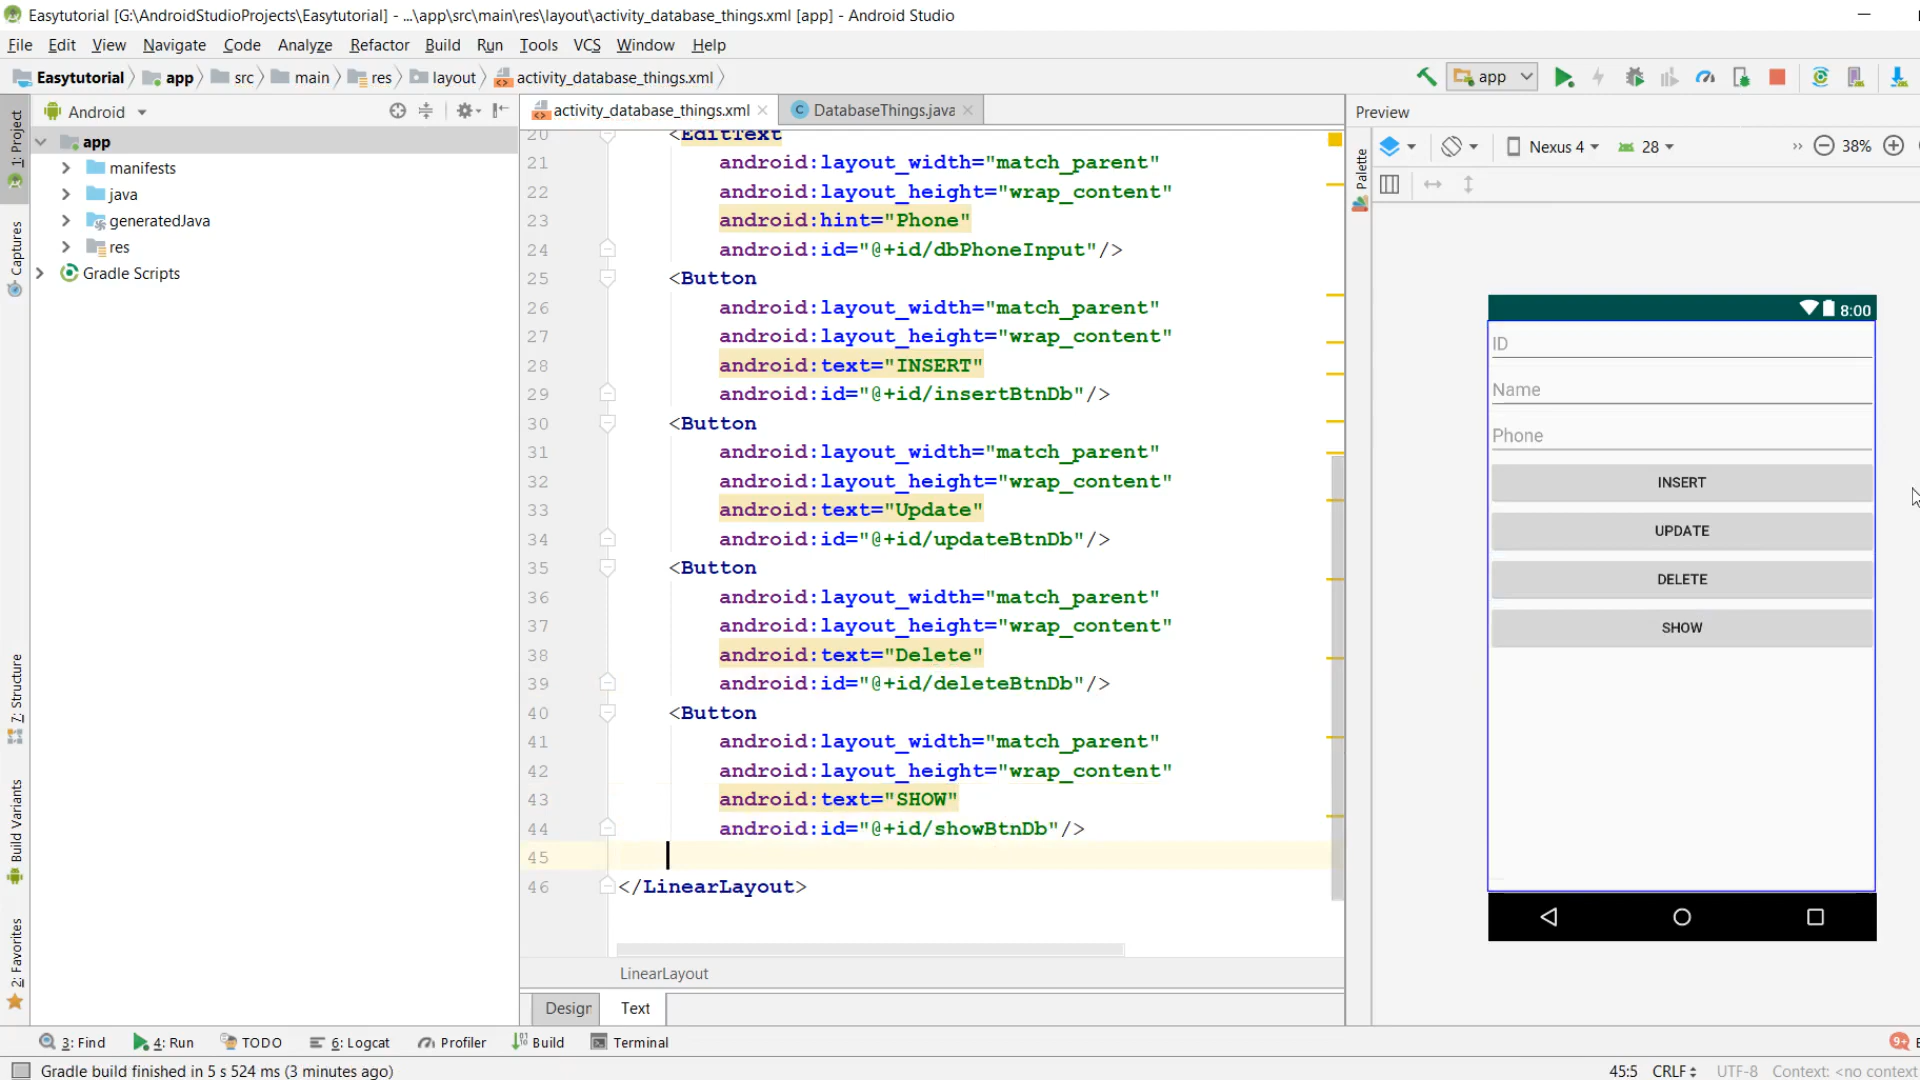 Easytutorial [G:\AndroidStudioProjects\Easytutorial] - ...\app\src\main\res\layout\activity_database_things.xml [app] - Android Studio
File Edit View Navigate Code Analyze Refactor Build Run Tools VCS Window Help
Easytutorial app src main res layout activity_database_things.xml
app
Android
activity_database_things.xml
DatabaseThings.java
Preview
1: Project
Captures
7: Structure
Build Variants
2: Favorites
app
manifests
java
generatedJava
res
Gradle Scripts
20 <EditText
21 android:layout_width="match_parent"
22 android:layout_height="wrap_content"
23 android:hint="Phone"
24 android:id="@+id/dbPhoneInput"/>
25 <Button
26 android:layout_width="match_parent"
27 android:layout_height="wrap_content"
28 android:text="INSERT"
29 android:id="@+id/insertBtnDb"/>
30 <Button
31 android:layout_width="match_parent"
32 android:layout_height="wrap_content"
33 android:text="Update"
34 android:id="@+id/updateBtnDb"/>
35 <Button
36 android:layout_width="match_parent"
37 android:layout_height="wrap_content"
38 android:text="Delete"
39 android:id="@+id/deleteBtnDb"/>
40 <Button
41 android:layout_width="match_parent"
42 android:layout_height="wrap_content"
43 android:text="SHOW"
44 android:id="@+id/showBtnDb"/>
45
46 </LinearLayout>
LinearLayout
Design Text
Palette
Nexus 4 28 38%
8:00
ID
Name
Phone
INSERT
UPDATE
DELETE
SHOW
3: Find 4: Run TODO 6: Logcat Profiler Build Terminal
9+
Gradle build finished in 5 s 524 ms (3 minutes ago)
45:5 CRLF UTF-8 Context: <no context